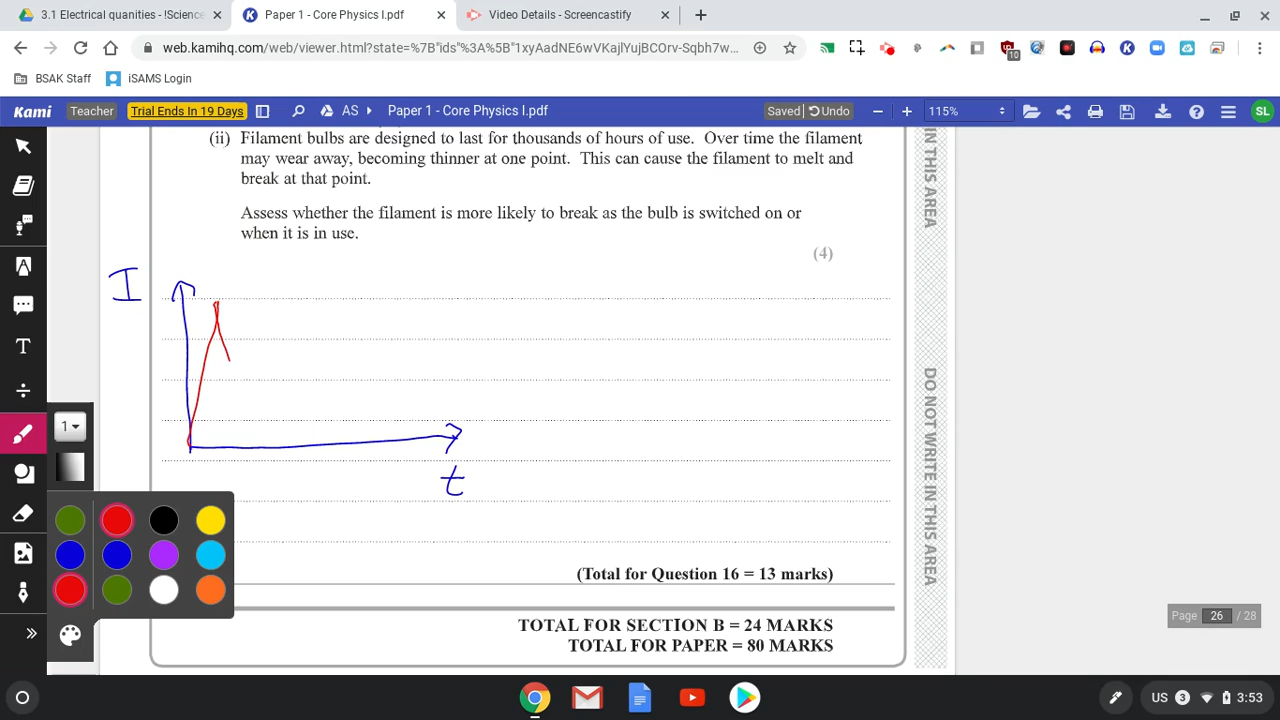 3.1 Electrical quanities - !Science
Paper 1 - Core Physics I.pdf
Video Details - Screencastify
web.kamihq.com/web/viewer.html?state=%7B"ids"%3A%5B"1xyAadNE6wVKajlYujBCOrv-Sqbh7w...
10
BSAK Staff
iSAMS Login
Kami
Teacher
Trial Ends In 19 Days
AS
Paper 1 - Core Physics I.pdf
Saved
Undo
115%
SL
(ii) Filament bulbs are designed to last for thousands of hours of use. Over time the filament
may wear away, becoming thinner at one point. This can cause the filament to melt and
break at that point.
Assess whether the filament is more likely to break as the bulb is switched on or
when it is in use.
(4)
I
t
1
(Total for Question 16 = 13 marks)
TOTAL FOR SECTION B = 24 MARKS
TOTAL FOR PAPER = 80 MARKS
IN THIS AREA
DO NOT WRITE IN THIS AREA
Page 26 / 28
US 3 3:53